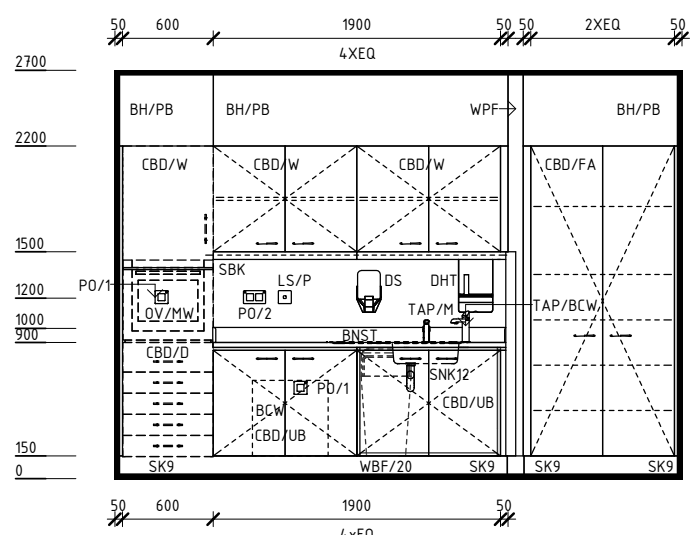 50 600 1900 50 50 2XEQ 50
4XEQ
2700
BH/PB BH/PB WPF BH/PB
2200
CBD/W CBD/W CBD/W CBD/FA
1500
SBK
PO/1 LS/P DS DHT
1200
OV/MW PO/2 TAP/M TAP/BCW
1000
900
BNST
CBD/D
PO/1 SNK12
BCW CBD/UB
CBD/UB
150
SK9 WBF/20 SK9 SK9 SK9
0
50 600 1900 50
4xEQ